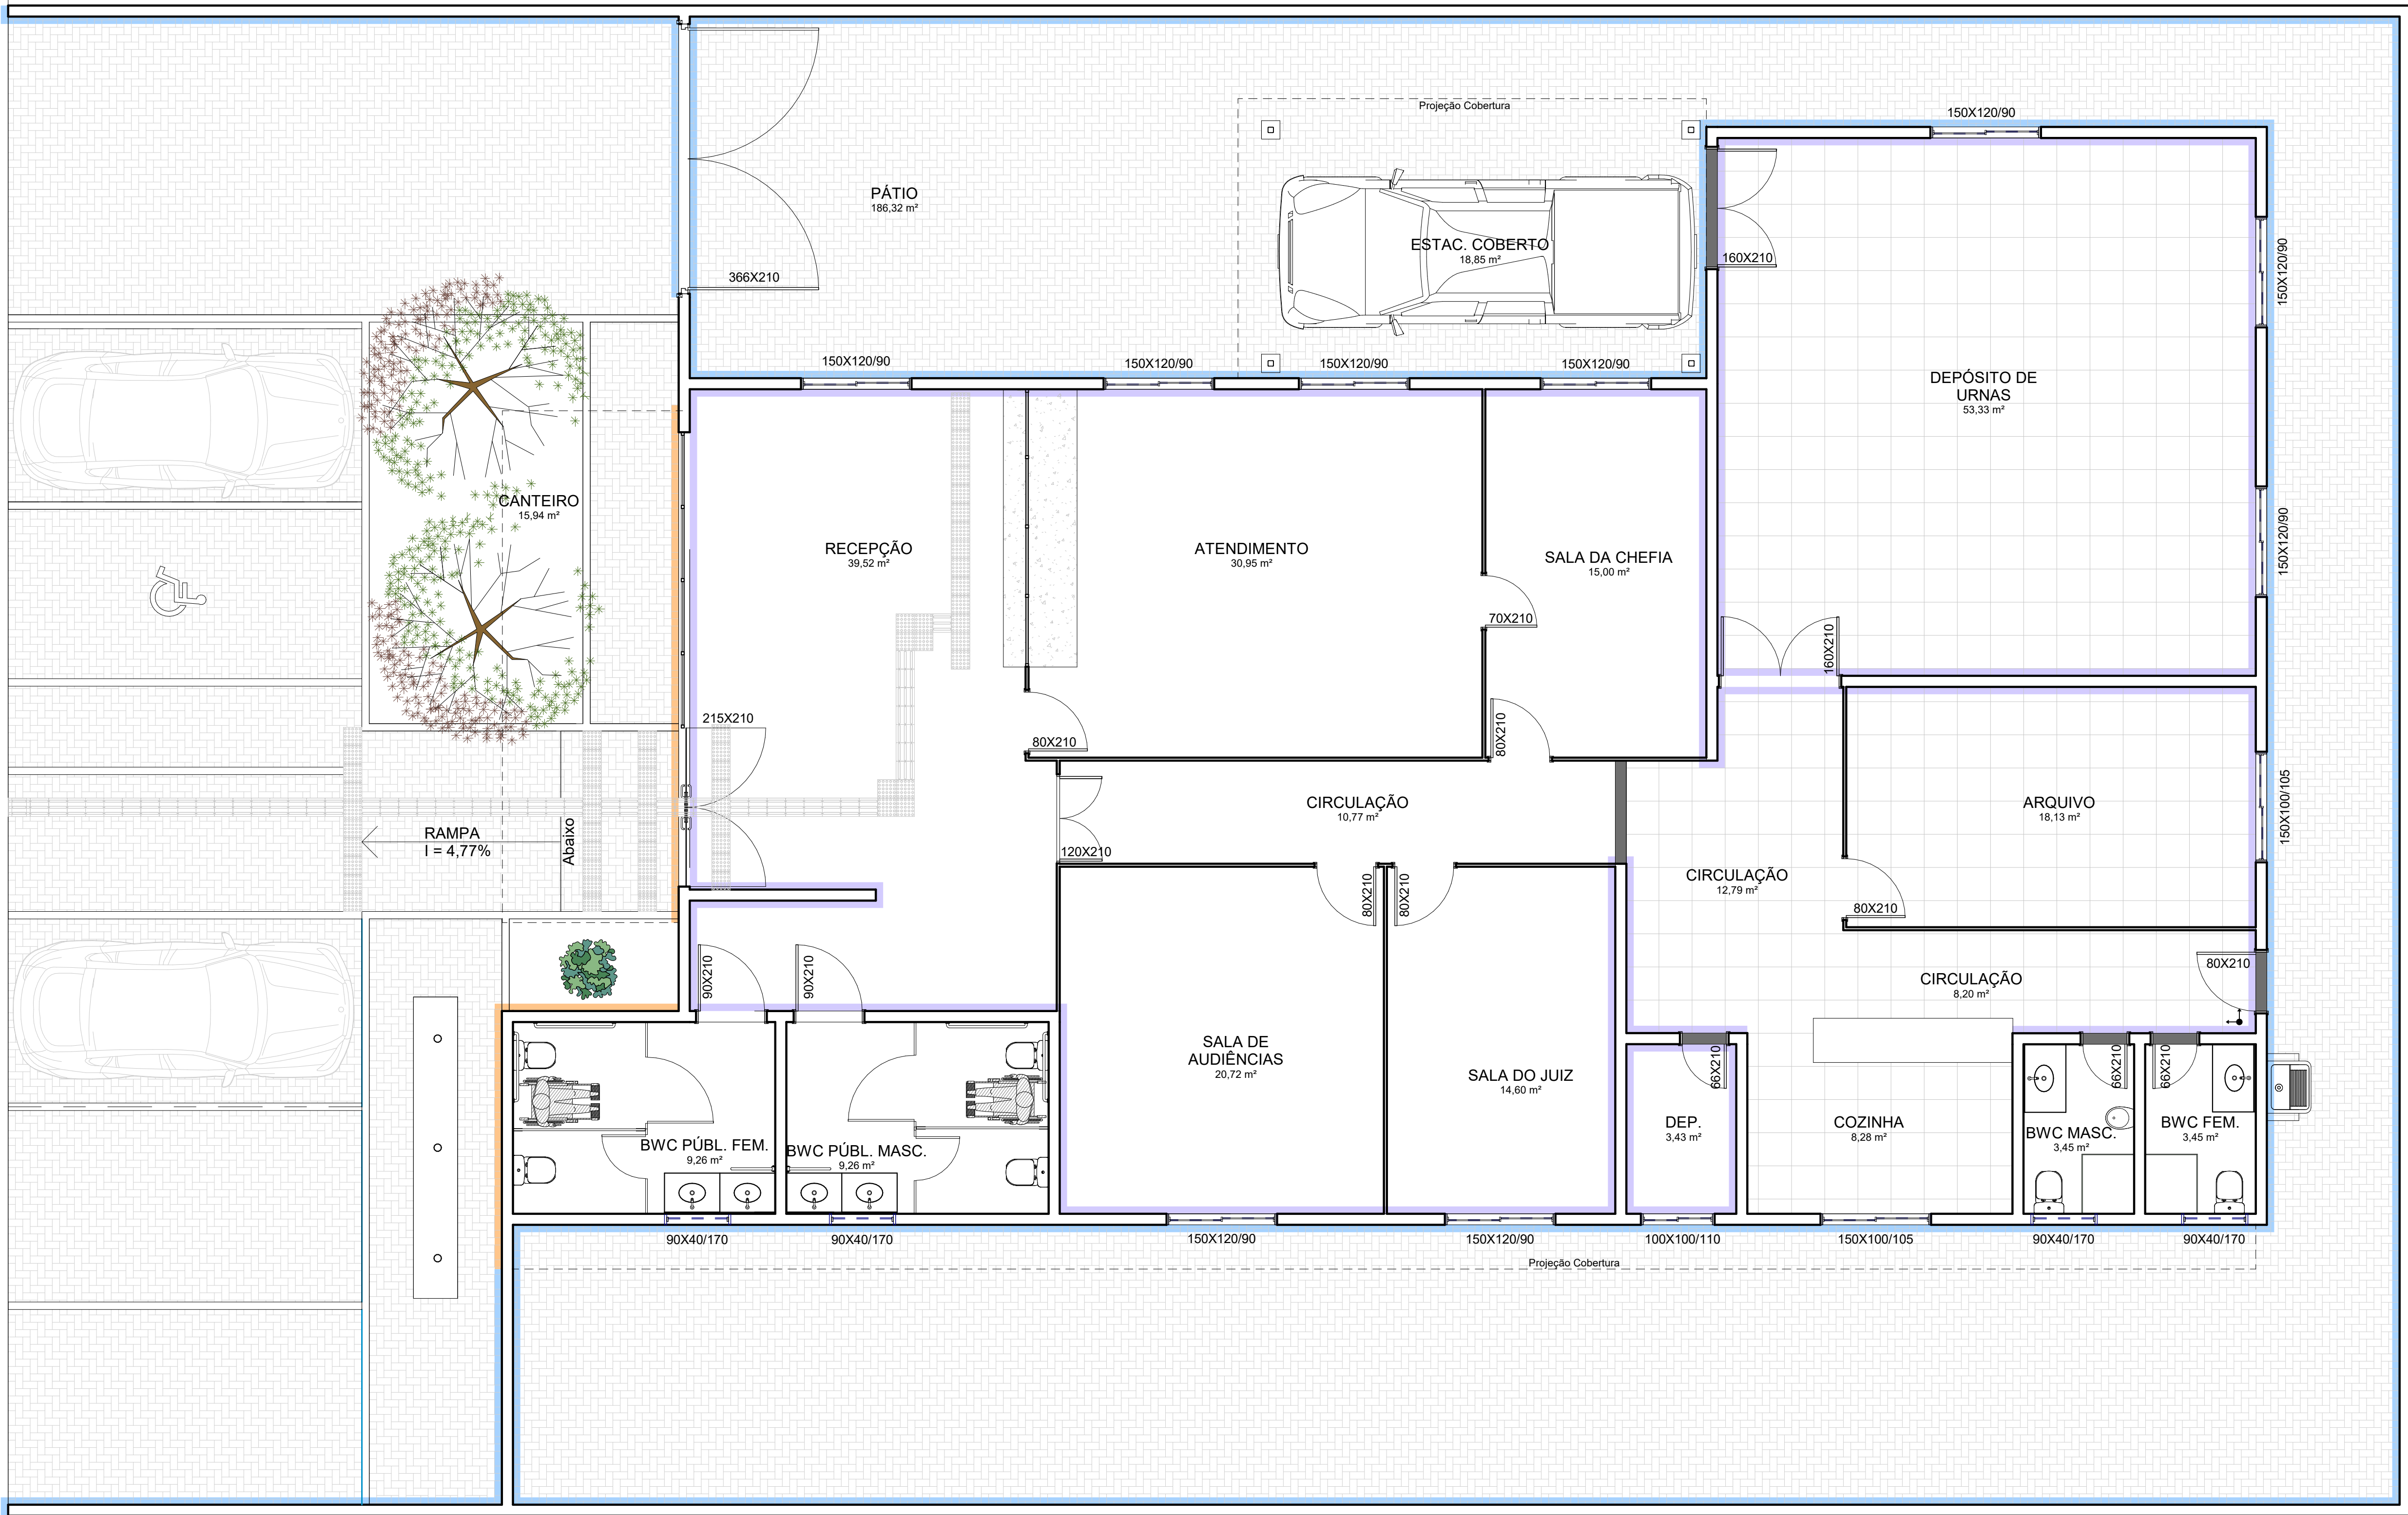 Projeção Cobertura
150X120/90
PÁTIO
186,32 m²
ESTAC. COBERTO
18,85 m²
160X210
366X210
150X120/90
150X120/90
150X120/90
150X120/90
150X120/90
DEPÓSITO DE
URNAS
53,33 m²
150X120/90
CANTEIRO
15,94 m²
RECEPÇÃO
39,52 m²
ATENDIMENTO
30,95 m²
SALA DA CHEFIA
15,00 m²
70X210
160X210
215X210
80X210
80X210
CIRCULAÇÃO
10,77 m²
ARQUIVO
18,13 m²
150X100/105
RAMPA
I = 4,77%
Abaixo
120X210
80X210
80X210
CIRCULAÇÃO
12,79 m²
80X210
90X210
90X210
CIRCULAÇÃO
8,20 m²
80X210
SALA DE
AUDIÊNCIAS
20,72 m²
SALA DO JUIZ
14,60 m²
66X210
66X210
66X210
DEP.
3,43 m²
COZINHA
8,28 m²
BWC MASC.
3,45 m²
BWC FEM.
3,45 m²
BWC PÚBL. FEM.
9,26 m²
BWC PÚBL. MASC.
9,26 m²
90X40/170
90X40/170
150X120/90
150X120/90
100X100/110
150X100/105
90X40/170
90X40/170
Projeção Cobertura